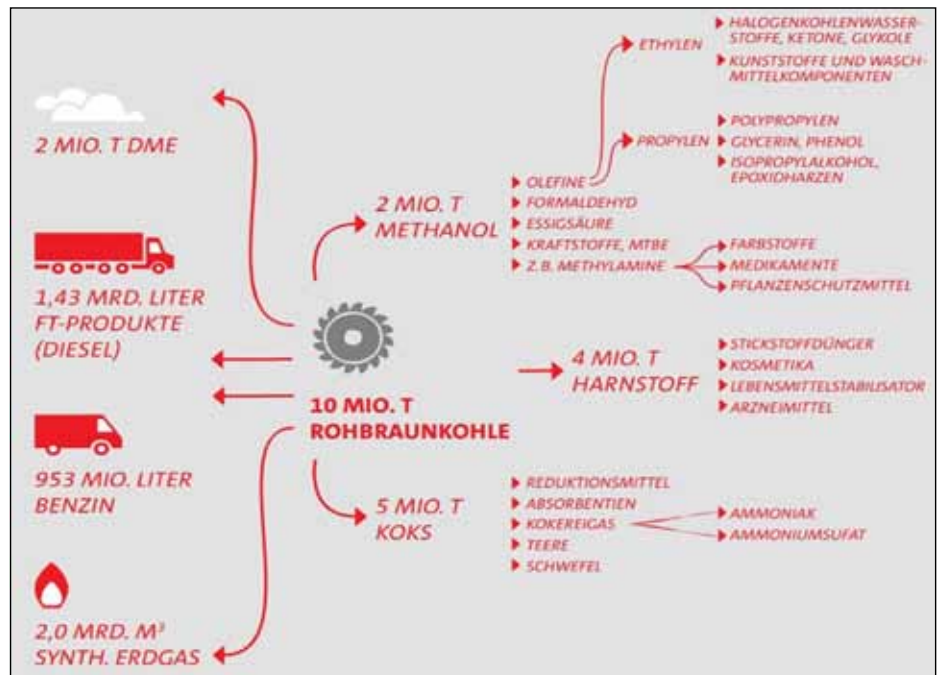 2 MIO. T DME
1,43 MRD. LITER
FT-PRODUKTE
(DIESEL)
953 MIO. LITER
BENZIN
2,0 MRD. M³
SYNTH. ERDGAS
10 MIO. T
ROHBRAUNKOHLE
2 MIO. T
METHANOL
OLEFINE
FORMALDEHYD
ESSIGSÄURE
KRAFTSTOFFE, MTBE
Z.B. METHYLAMINE
ETHYLEN
HALOGENKOHLENWASSER-
STOFFE, KETONE, GLYKOLE
KUNSTSTOFFE UND WASCH-
MITTELKOMPONENTEN
PROPYLEN
POLYPROPYLEN
GLYCERIN, PHENOL
ISOPROPYLALKOHOL,
EPOXIDHARZEN
FARBSTOFFE
MEDIKAMENTE
PFLANZENSCHUTZMITTEL
4 MIO. T
HARNSTOFF
STICKSTOFFDÜNGER
KOSMETIKA
LEBENSMITTELSTABILISATOR
ARZNEIMITTEL
5 MIO. T
KOKS
REDUKTIONSMITTEL
ABSORBENTIEN
KOKEREIGAS
TEERE
SCHWEFEL
AMMONIAK
AMMONIUMSUFAT